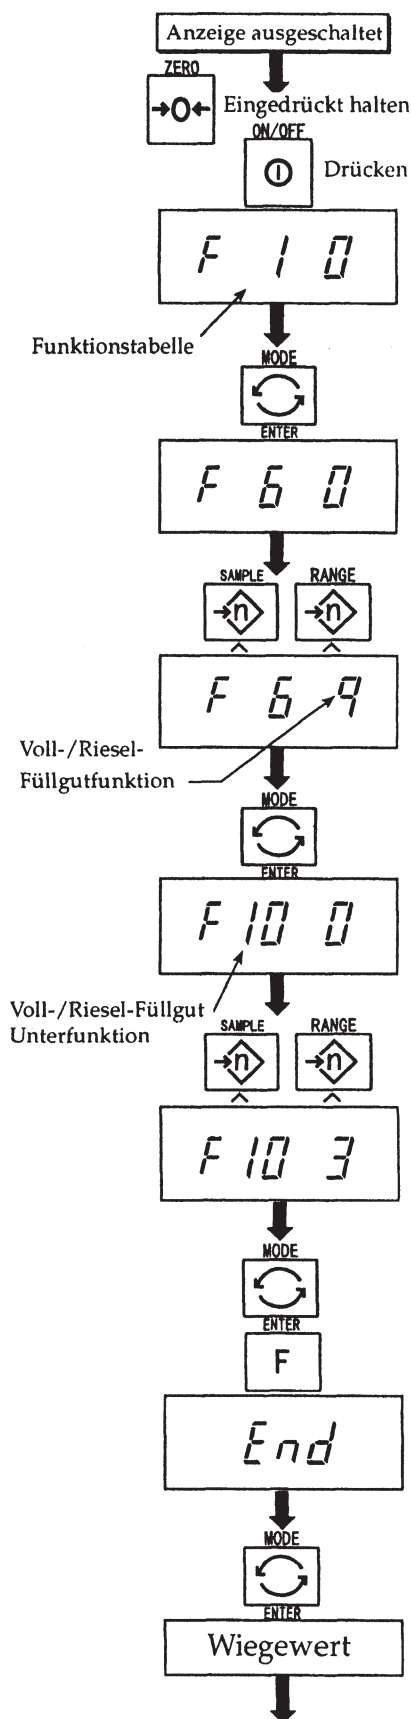 Anzeige ausgeschaltet
ZERO
→0← Eingedrückt halten
ON/OFF
Drücken
F 1 0
Funktionstabelle
MODE
ENTER
F 6 0
SAMPLE RANGE
→n →n
F 6 9
Voll-/Riesel-
Füllgutfunktion
MODE
ENTER
F 10 0
Voll-/Riesel-Füllgut
Unterfunktion
SAMPLE RANGE
→n →n
F 10 3
MODE
ENTER
F
End
MODE
ENTER
Wiegewert